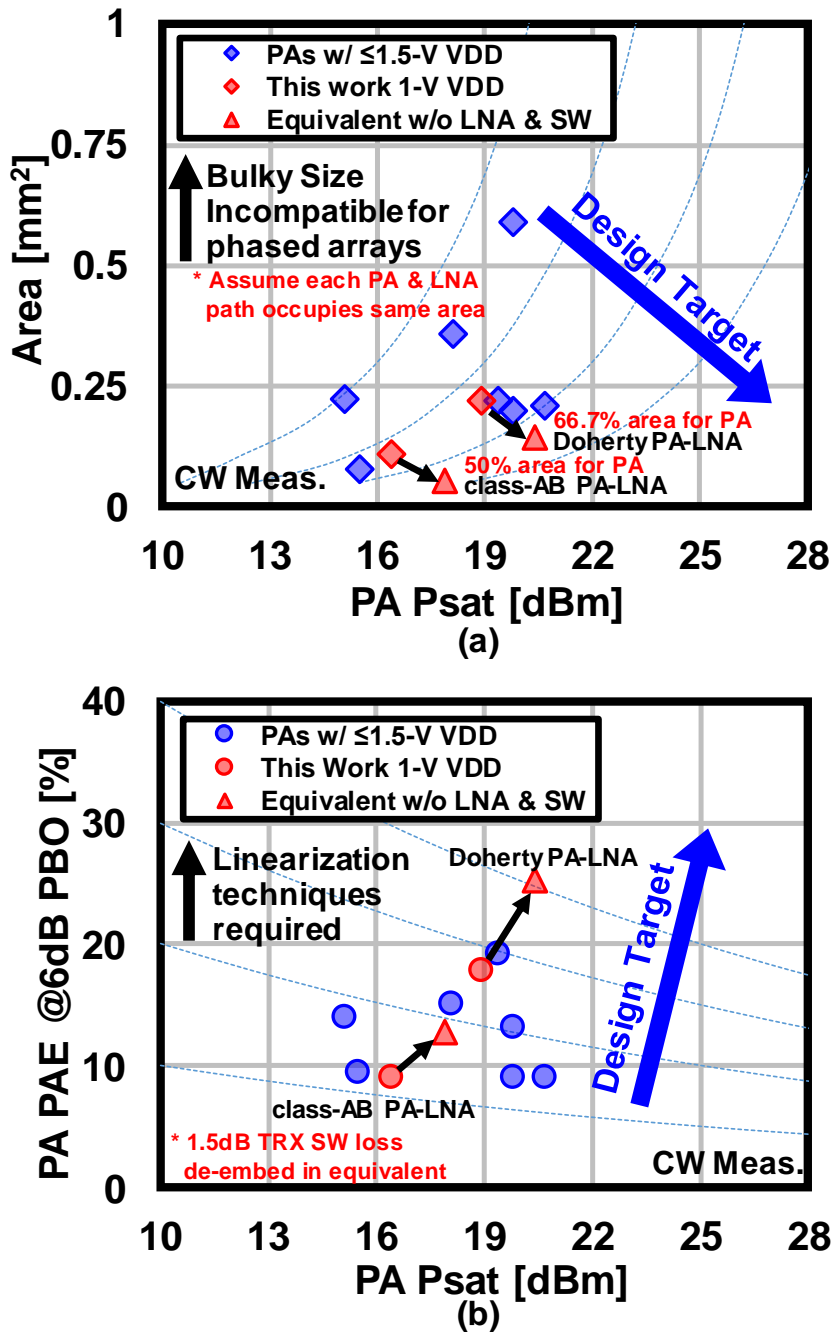 1
0.75
0.5
0.25
0
Area [mm²]
PAs w/ ≤1.5-V VDD
This work 1-V VDD
Equivalent w/o LNA & SW
Bulky Size
Incompatible for
phased arrays
* Assume each PA & LNA
path occupies same area
Design Target
66.7% area for PA
Doherty PA-LNA
50% area for PA
class-AB PA-LNA
CW Meas.
10 13 16 19 22 25 28
PA Psat [dBm]
(a)
40
30
20
10
0
PA PAE @6dB PBO [%]
PAs w/ ≤1.5-V VDD
This Work 1-V VDD
Equivalent w/o LNA & SW
Linearization
techniques
required
Doherty PA-LNA
Design Target
class-AB PA-LNA
* 1.5dB TRX SW loss
de-embed in equivalent
CW Meas.
10 13 16 19 22 25 28
PA Psat [dBm]
(b)